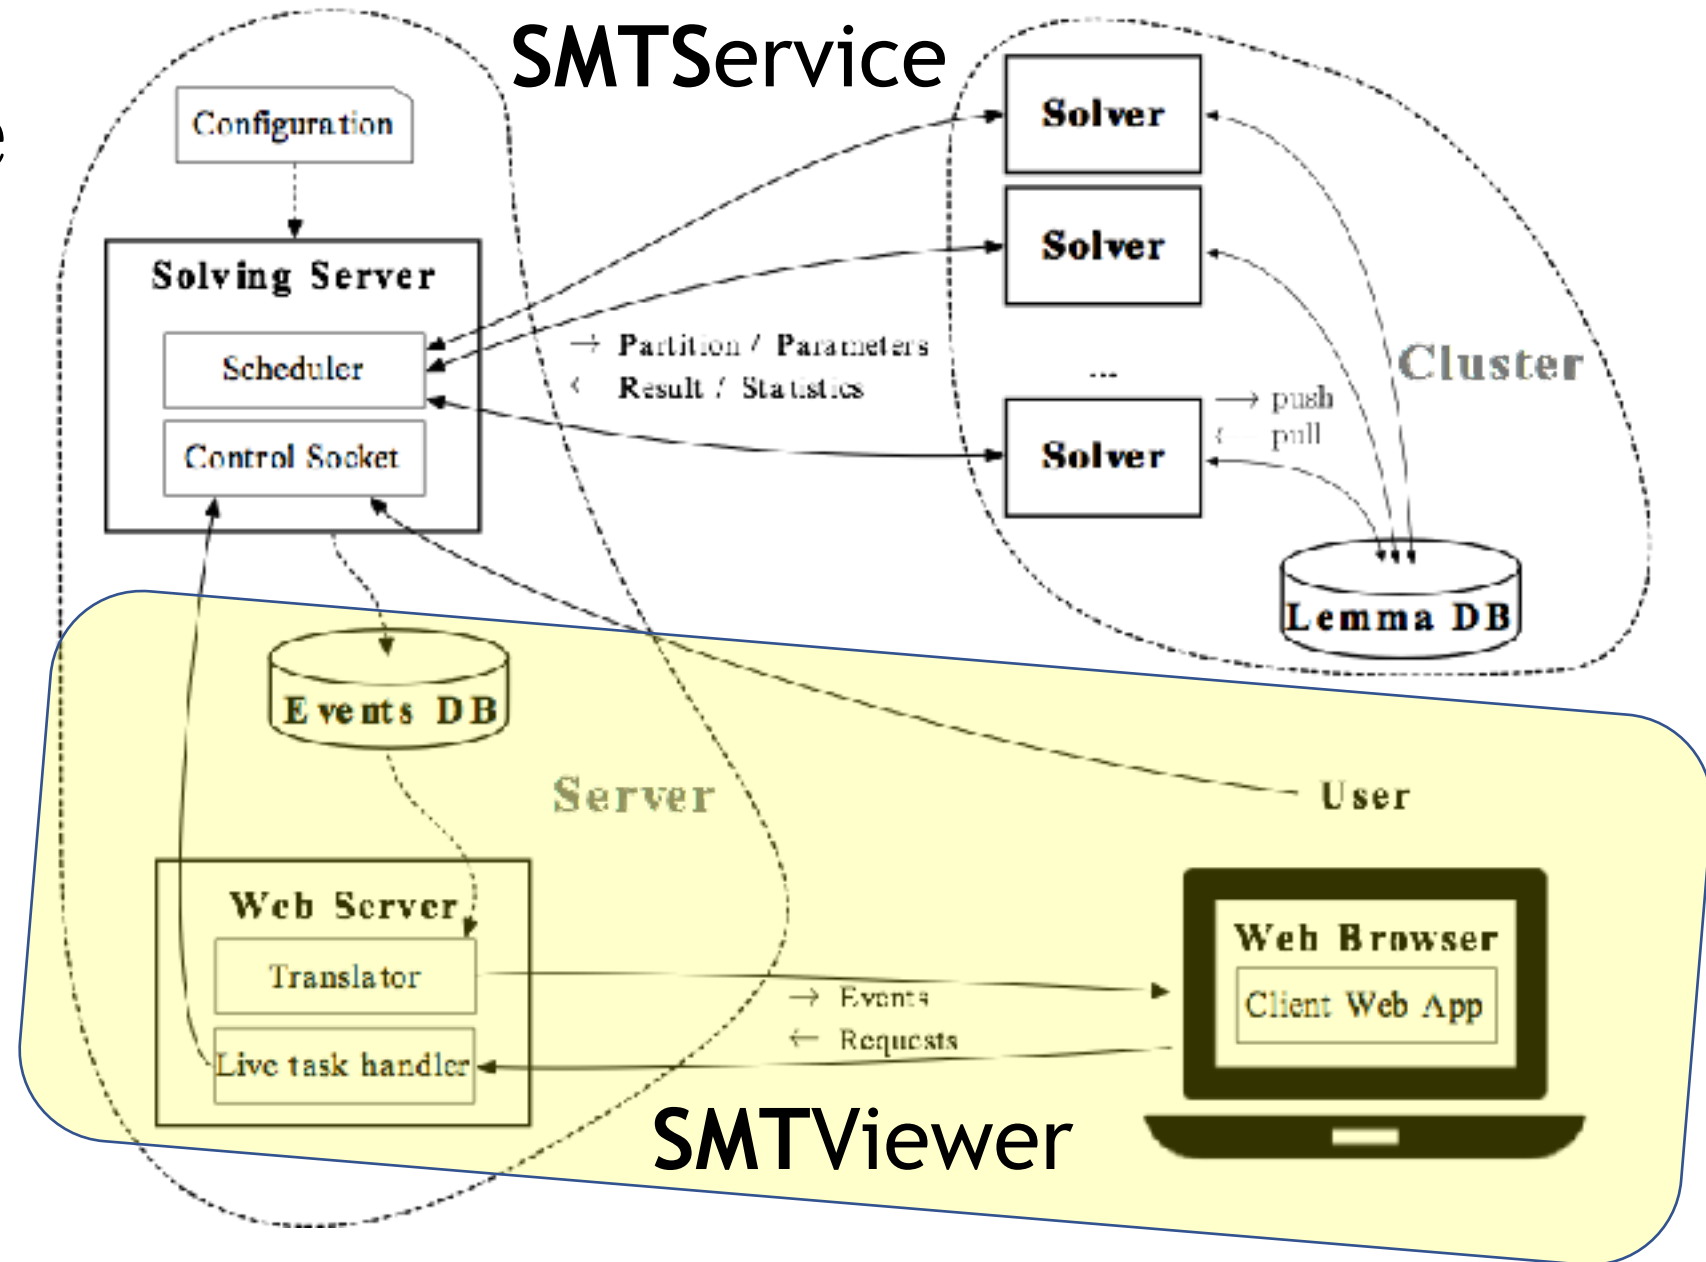 SMTService
e
Configuration
Solving Server
Scheduler
Control Socket
→ Partition / Parameters
← Result / Statistics
Solver
Solver
...
Solver
→ push
← pull
Cluster
Lemma DB
Events DB
Server
User
Web Server
Translator
Live task handler
→ Events
← Requests
Web Browser
Client Web App
SMTViewer